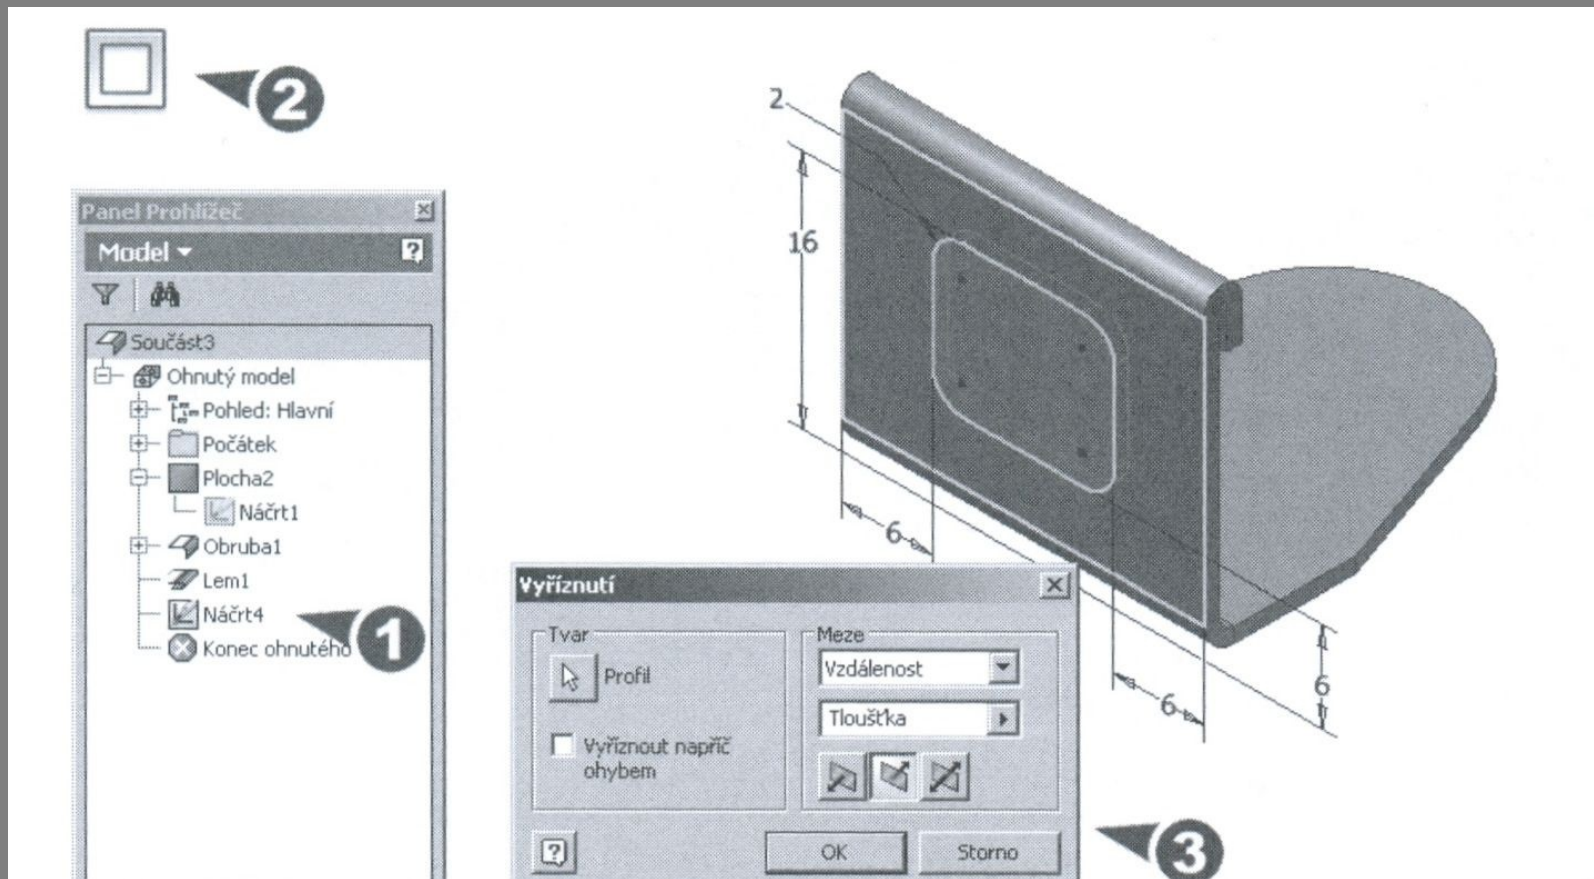 2
Panel Prohlížeč
Model
Součást3
Ohnutý model
Pohled: Hlavní
Počátek
Plocha2
Náčrt1
Obruba1
Lem1
Náčrt4
Konec ohnutého
1
2
16
6
6
6
Vyříznutí
Tvar
Profil
Vyříznout napříč
ohybem
Meze
Vzdálenost
Tloušťka
OK
Storno
3